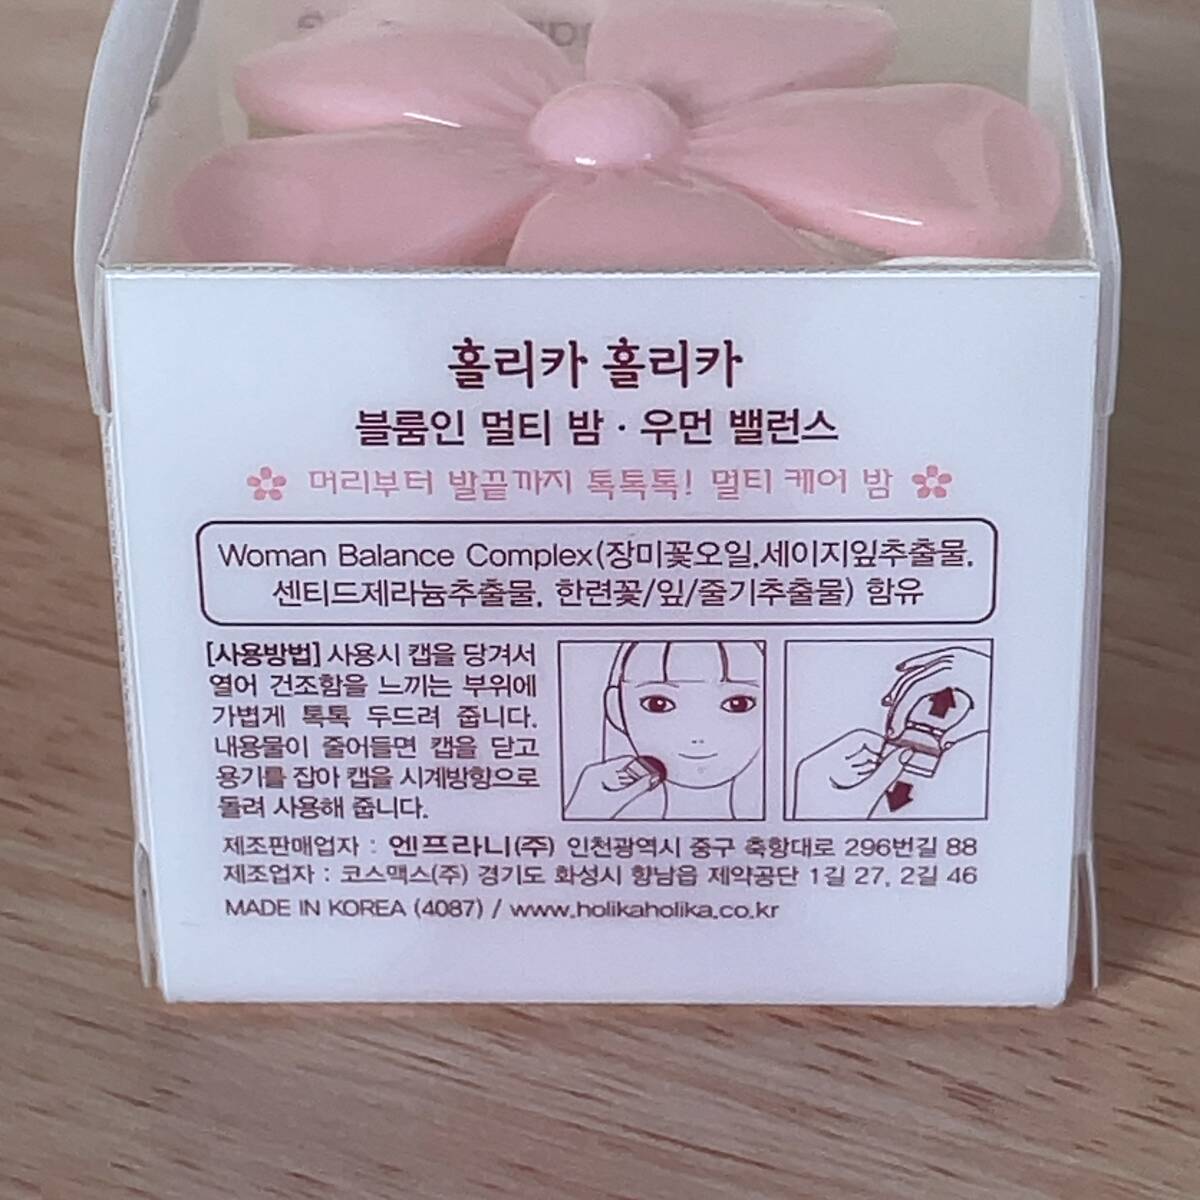 홀리카 홀리카
블룸인 멀티 밤 · 우먼 밸런스
머리부터 발끝까지 톡톡톡! 멀티 케어 밤
Woman Balance Complex(장미꽃오일,세이지잎추출물,
센티드제라늄추출물, 한련꽃/잎/줄기추출물) 함유
[사용방법] 사용시 캡을 당겨서
열어 건조함을 느끼는 부위에
가볍게 톡톡 두드려 줍니다.
내용물이 줄어들면 캡을 닫고
용기를 잡아 캡을 시계방향으로
돌려 사용해 줍니다.
제조판매업자 : 엔프라니(주) 인천광역시 중구 축항대로 296번길 88
제조업자 : 코스맥스(주) 경기도 화성시 향남읍 제약공단 1길 27, 2길 46
MADE IN KOREA (4087) / www.holikaholika.co.kr